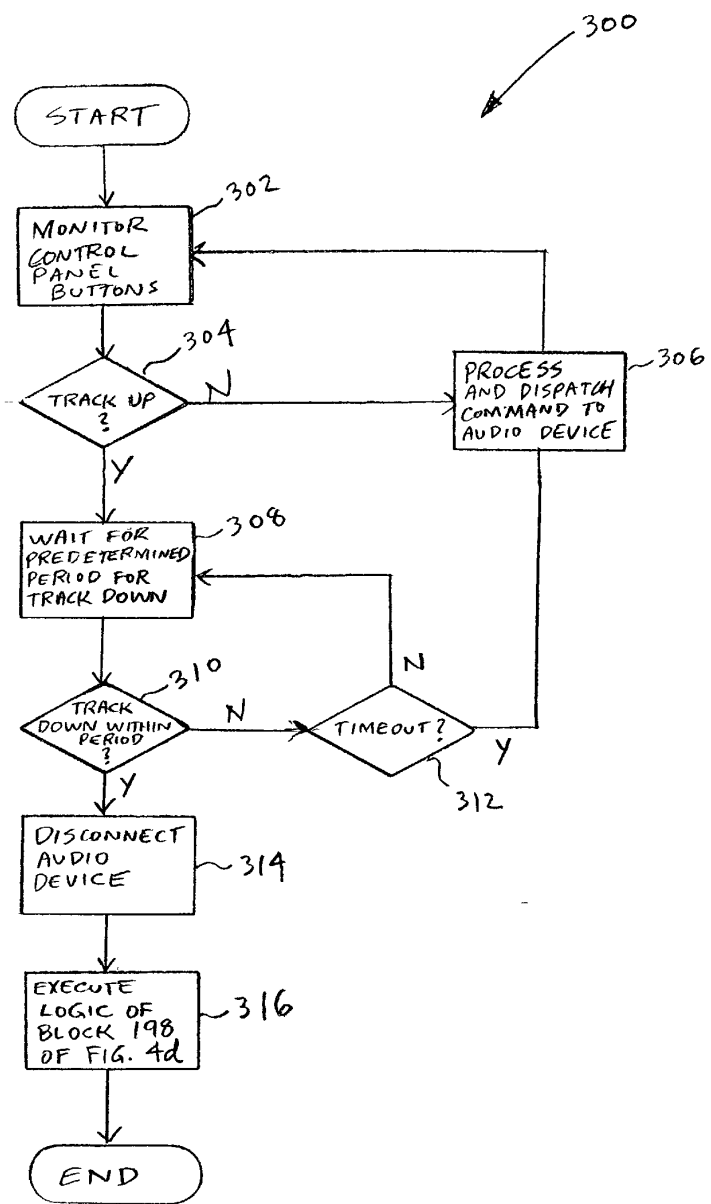 300
START
302
MONITOR
CONTROL
PANEL
BUTTONS
304
TRACK UP
?
N
Y
306
PROCESS
AND DISPATCH
COMMAND TO
AUDIO DEVICE
308
WAIT FOR
PREDETERMINED
PERIOD FOR
TRACK DOWN
310
TRACK
DOWN WITHIN
PERIOD
?
N
Y
N
TIMEOUT?
Y
312
DISCONNECT
AUDIO
DEVICE
314
EXECUTE
LOGIC OF
BLOCK 198
OF FIG. 4d
316
END